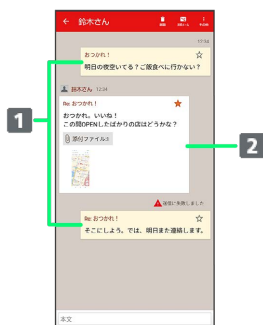 鈴木さん
12:34
おつかれ！
明日の夜空いてる？ご飯食べに行かない？
鈴木さん 12:34
Re: おつかれ！
おつかれ。いいね！
この間OPENしたばかりの店はどうかな？
添付ファイル:1
送信に失敗しました
Re: おつかれ！
そこにしよう。では、明日また連絡します。
本文
1
2